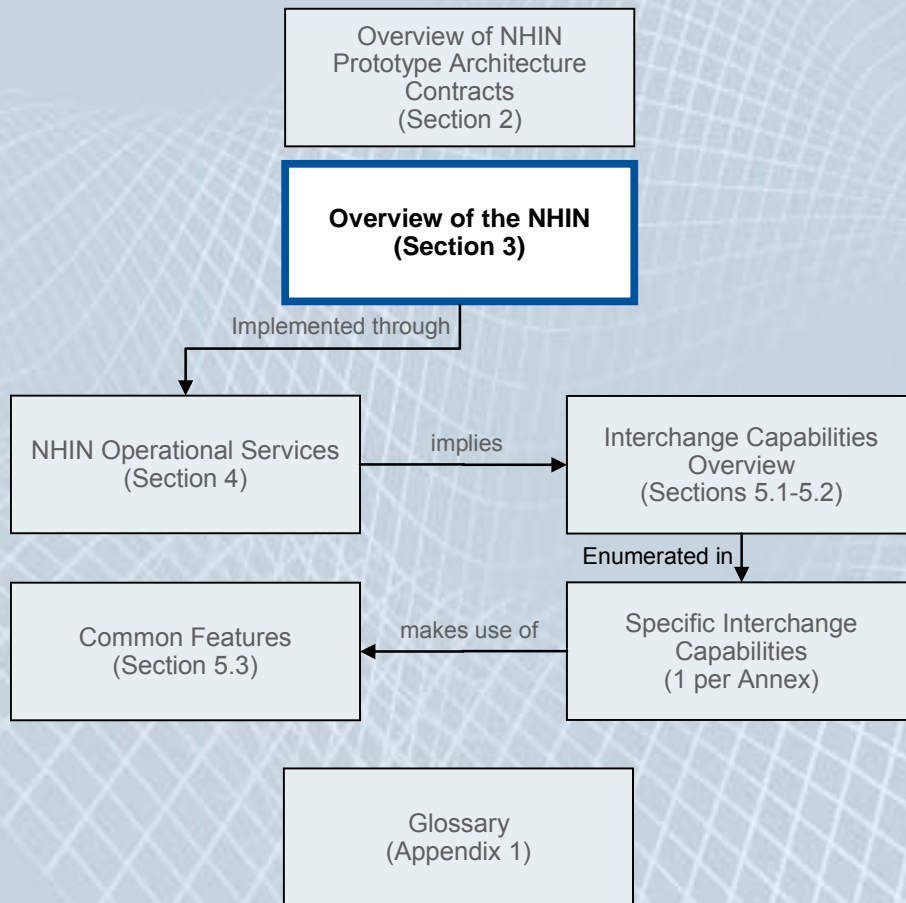 Overview of NHIN
Prototype Architecture
Contracts
(Section 2)
Overview of the NHIN
(Section 3)
Implemented through
NHIN Operational Services
(Section 4)
implies
Interchange Capabilities
Overview
(Sections 5.1-5.2)
Enumerated in
Common Features
(Section 5.3)
makes use of
Specific Interchange
Capabilities
(1 per Annex)
Glossary
(Appendix 1)